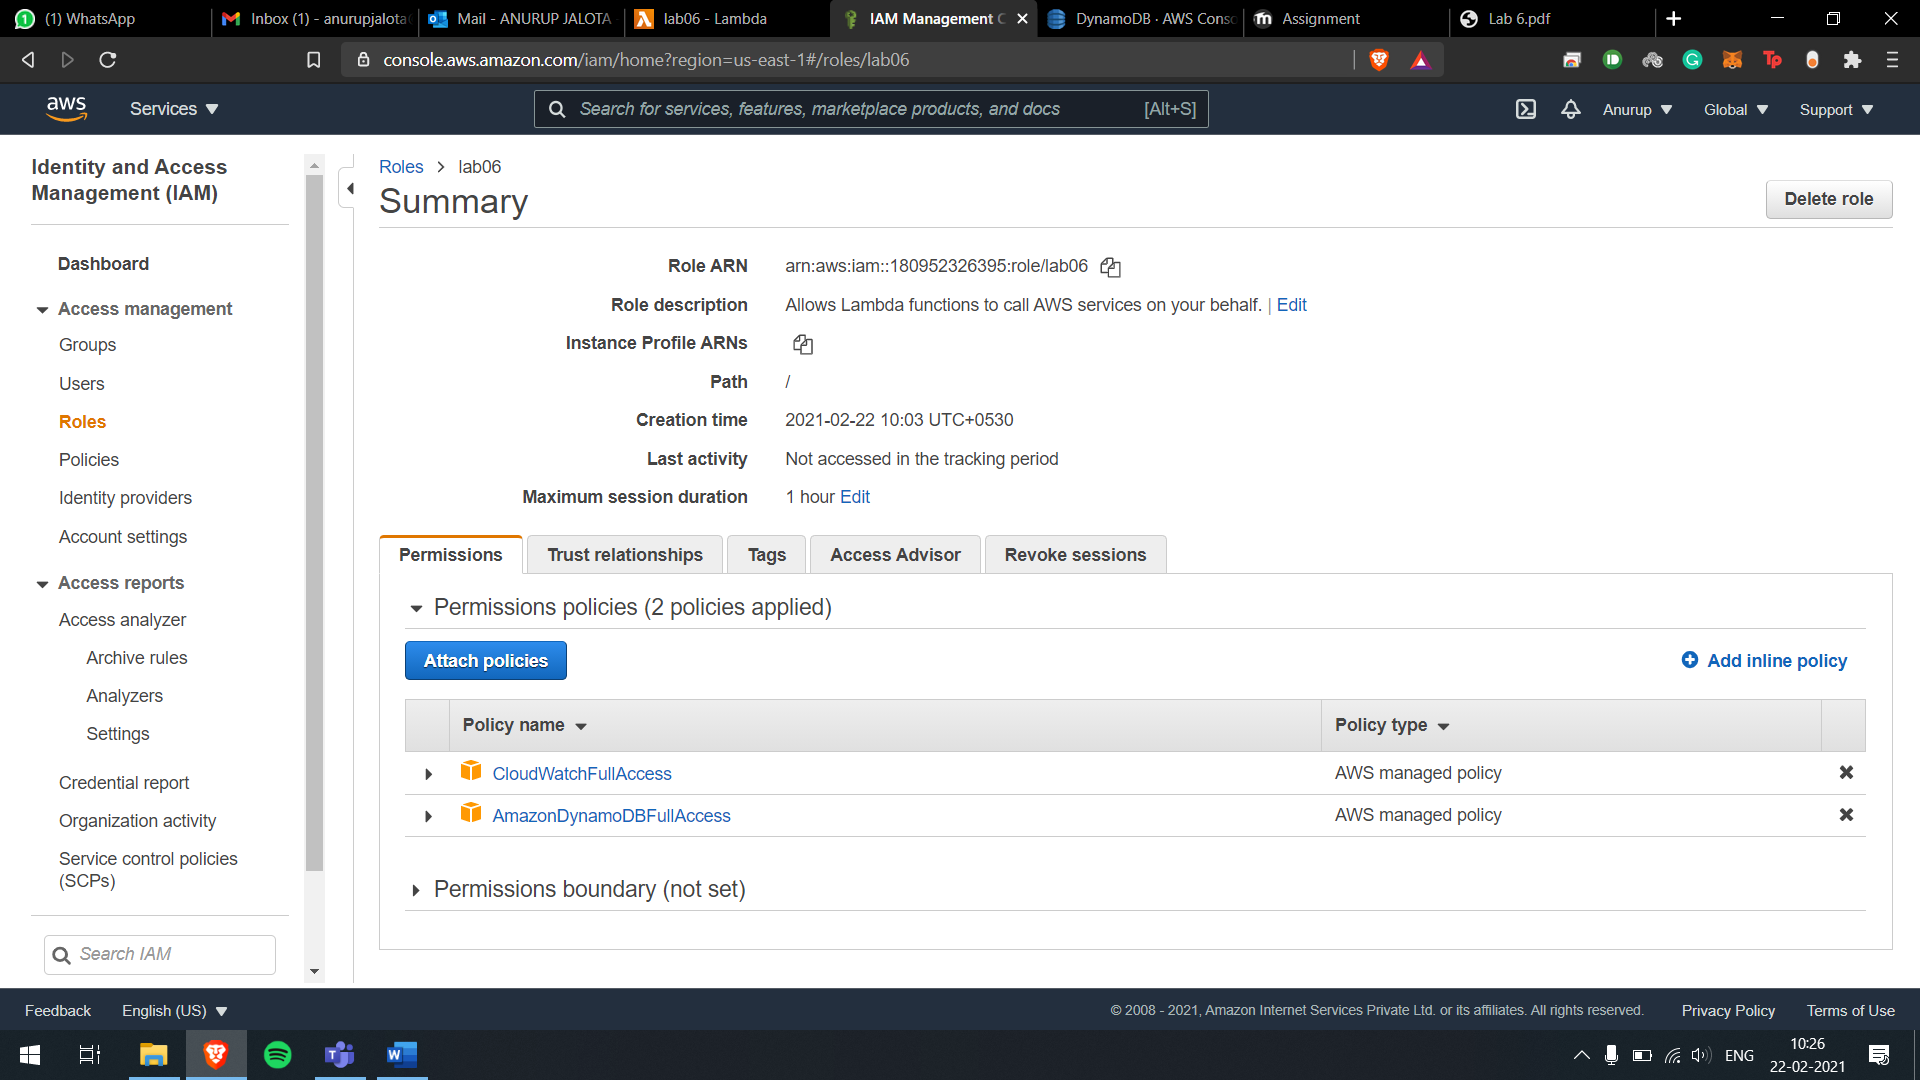 (1) WhatsApp
Inbox (1) - anurupjalota
Mail - ANURUP JALOTA
lab06 - Lambda
IAM Management C
DynamoDB · AWS Conso
Assignment
Lab 6.pdf
console.aws.amazon.com/iam/home?region=us-east-1#/roles/lab06
aws
Services
Search for services, features, marketplace products, and docs [Alt+S]
Anurup
Global
Support
Identity and Access
Management (IAM)
Dashboard
Access management
Groups
Users
Roles
Policies
Identity providers
Account settings
Access reports
Access analyzer
Archive rules
Analyzers
Settings
Credential report
Organization activity
Service control policies
(SCPs)
Search IAM
Roles > lab06
Summary
Delete role
Role ARN arn:aws:iam::180952326395:role/lab06
Role description Allows Lambda functions to call AWS services on your behalf. | Edit
Instance Profile ARNs
Path /
Creation time 2021-02-22 10:03 UTC+0530
Last activity Not accessed in the tracking period
Maximum session duration 1 hour Edit
Permissions
Trust relationships
Tags
Access Advisor
Revoke sessions
Permissions policies (2 policies applied)
Attach policies
Add inline policy
Policy name Policy type
CloudWatchFullAccess AWS managed policy
AmazonDynamoDBFullAccess AWS managed policy
Permissions boundary (not set)
Feedback
English (US)
© 2008 - 2021, Amazon Internet Services Private Ltd. or its affiliates. All rights reserved.
Privacy Policy
Terms of Use
ENG
10:26
22-02-2021